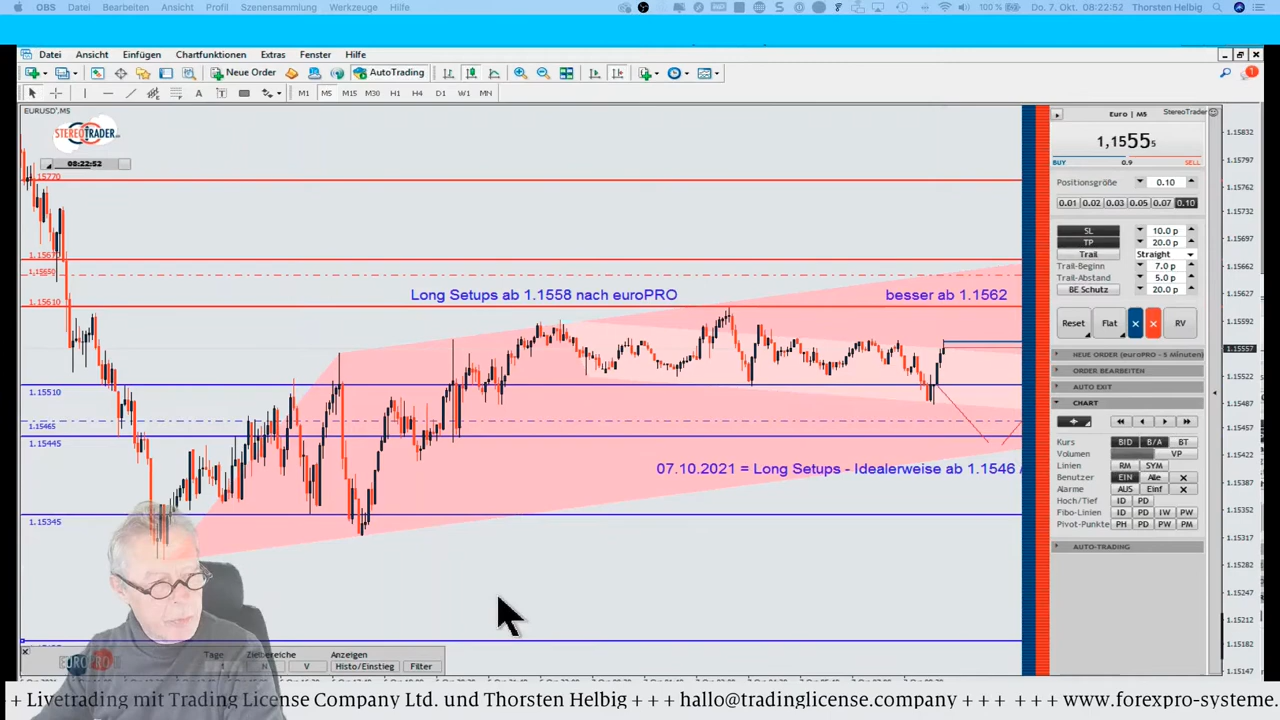 OBS Datei Bearbeiten Ansicht Profil Szenensammlung Werkzeuge Hilfe 100 % Do. 7. Okt. 08:22:52 Thorsten Helbig
Datei Ansicht Einfügen Chartfunktionen Extras Fenster Hilfe
Neue Order AutoTrading 1
A T M1 M5 M15 M30 H1 H4 D1 W1 MN
EURUSD',M5
STEREOTRADER
08:22:52
15770
1.15650
1.15610
1.15510
1.15465
1.15445
1.15345
Long Setups ab 1.1558 nach euroPRO
besser ab 1.1562
07.10.2021 = Long Setups - Idealerweise ab 1.1546 /
Euro | M5 StereoTrader
1,15555
BUY 0.9 SELL
Positionsgröße 0.10
0.01 0.02 0.03 0.05 0.07 0.10
SL 10.0 p
TP 20.0 p
Trail Straight
Trail-Beginn 7.0 p
Trail-Abstand 5.0 p
BE Schutz 20.0 p
Reset Flat × × RV
NEUE ORDER (euroPRO - 5 Minuten)
ORDER BEARBEITEN
AUTO EXIT
CHART
Kurs BID B/A BT
Volumen VP
Linien RM SYM
Benutzer EIN Alle ×
Alarme AUS Einf ×
Hoch/Tief ID PD
Fibo-Linien ID PD IW PW
Pivot-Punkte PH PD PW PM
AUTO-TRADING
1.15832
1.15797
1.15762
1.15732
1.15697
1.15662
1.15627
1.15592
1.15557
1.15522
1.15487
1.15457
1.15422
1.15387
1.15352
1.15317
1.15282
1.15247
1.15212
1.15182
1.15147
Tage Zielbereiche Anzeigen
N V Histo/Einstieg Filter
EUROPRO
+ Livetrading mit Trading License Company Ltd. und Thorsten Helbig + + + hallo@tradinglicense.company + + + + + www.forexpro-systeme.